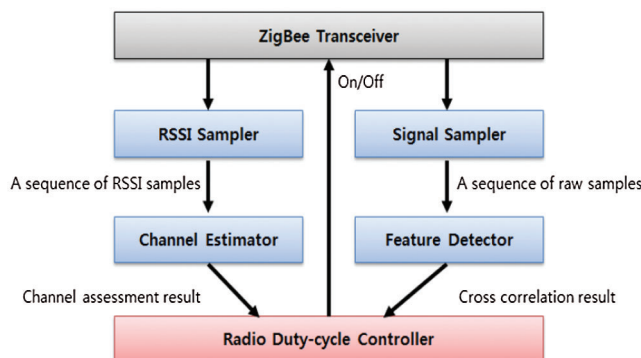 ZigBee Transceiver
On/Off
RSSI Sampler
Signal Sampler
A sequence of RSSI samples
A sequence of raw samples
Channel Estimator
Feature Detector
Channel assessment result
Cross correlation result
Radio Duty-cycle Controller